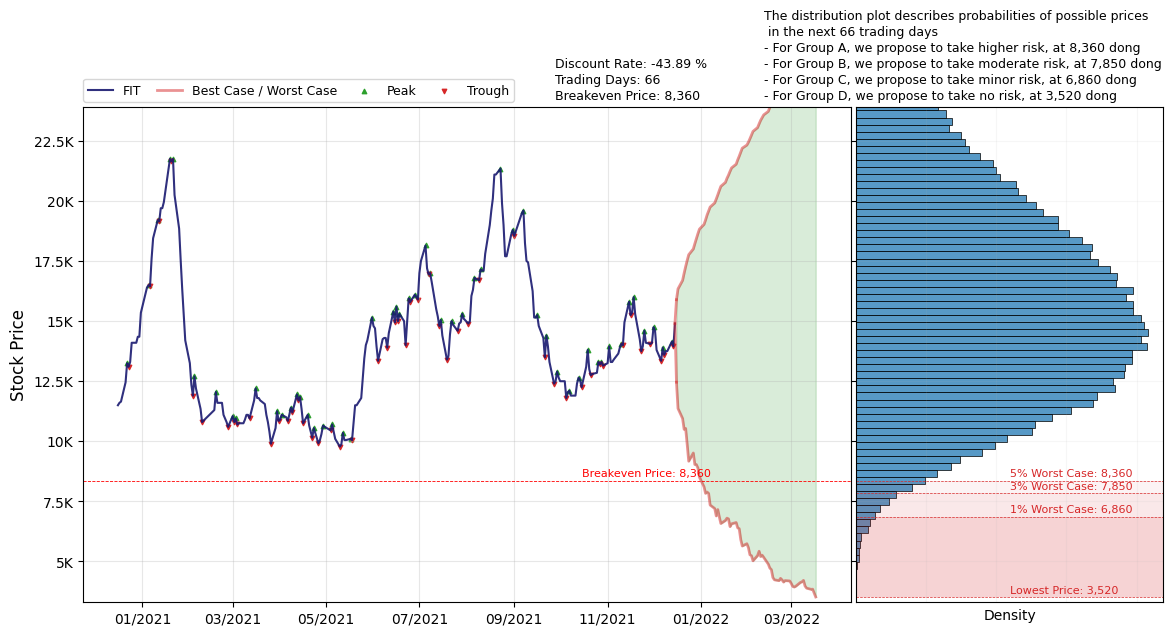 The distribution plot describes probabilities of possible prices
in the next 66 trading days
- For Group A, we propose to take higher risk, at 8,360 dong
- For Group B, we propose to take moderate risk, at 7,850 dong
- For Group C, we propose to take minor risk, at 6,860 dong
- For Group D, we propose to take no risk, at 3,520 dong
Discount Rate: -43.89 %
Trading Days: 66
Breakeven Price: 8,360
FIT
Best Case / Worst Case
Peak
Trough
Stock Price
22.5K
20K
17.5K
15K
12.5K
10K
7.5K
5K
Breakeven Price: 8,360
01/2021
03/2021
05/2021
07/2021
09/2021
11/2021
01/2022
03/2022
5% Worst Case: 8,360
3% Worst Case: 7,850
1% Worst Case: 6,860
Lowest Price: 3,520
Density